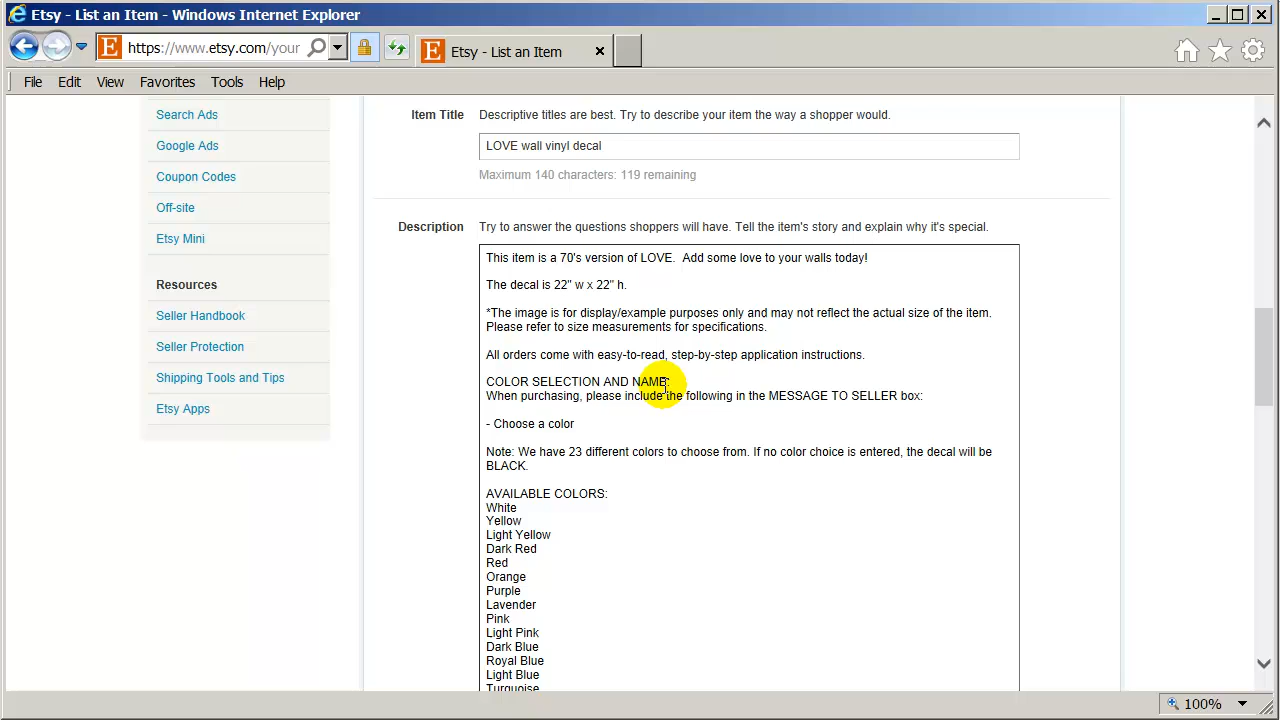 Etsy - List an Item - Windows Internet Explorer
https://www.etsy.com/your
Etsy - List an Item
File Edit View Favorites Tools Help
Search Ads
Google Ads
Coupon Codes
Off-site
Etsy Mini
Resources
Seller Handbook
Seller Protection
Shipping Tools and Tips
Etsy Apps
Item Title Descriptive titles are best. Try to describe your item the way a shopper would.
LOVE wall vinyl decal
Maximum 140 characters: 119 remaining
Description Try to answer the questions shoppers will have. Tell the item's story and explain why it's special.
This item is a 70's version of LOVE.  Add some love to your walls today!
The decal is 22" w x 22" h.
*The image is for display/example purposes only and may not reflect the actual size of the item.
Please refer to size measurements for specifications.
All orders come with easy-to-read, step-by-step application instructions.
COLOR SELECTION AND NAME:
When purchasing, please include the following in the MESSAGE TO SELLER box:
- Choose a color
Note: We have 23 different colors to choose from. If no color choice is entered, the decal will be
BLACK.
AVAILABLE COLORS:
White
Yellow
Light Yellow
Dark Red
Red
Orange
Purple
Lavender
Pink
Light Pink
Dark Blue
Royal Blue
Light Blue
Turquoise
100%